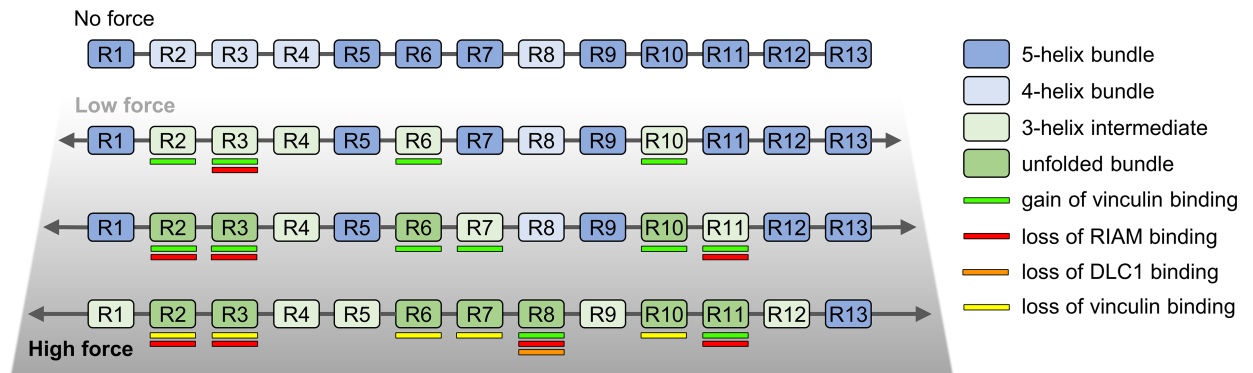 No force
R1 R2 R3 R4 R5 R6 R7 R8 R9 R10 R11 R12 R13
Low force
R1 R2 R3 R4 R5 R6 R7 R8 R9 R10 R11 R12 R13
R1 R2 R3 R4 R5 R6 R7 R8 R9 R10 R11 R12 R13
R1 R2 R3 R4 R5 R6 R7 R8 R9 R10 R11 R12 R13
High force
5-helix bundle
4-helix bundle
3-helix intermediate
unfolded bundle
gain of vinculin binding
loss of RIAM binding
loss of DLC1 binding
loss of vinculin binding